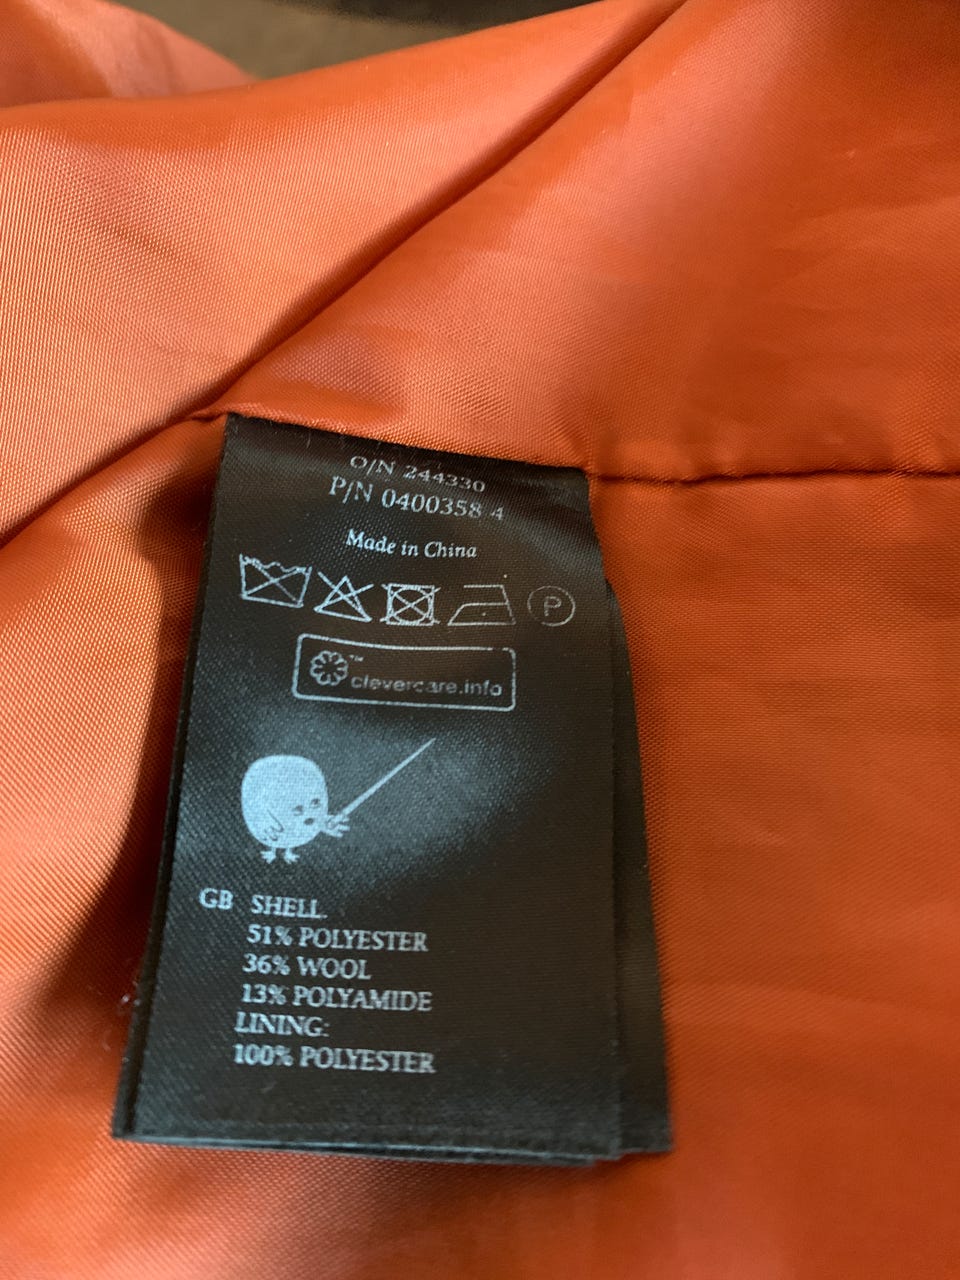 O/N 244330
P/N 0400358 4
Made in China
P
™
clevercare.info
GB SHELL
51% POLYESTER
36% WOOL
13% POLYAMIDE
LINING:
100% POLYESTER